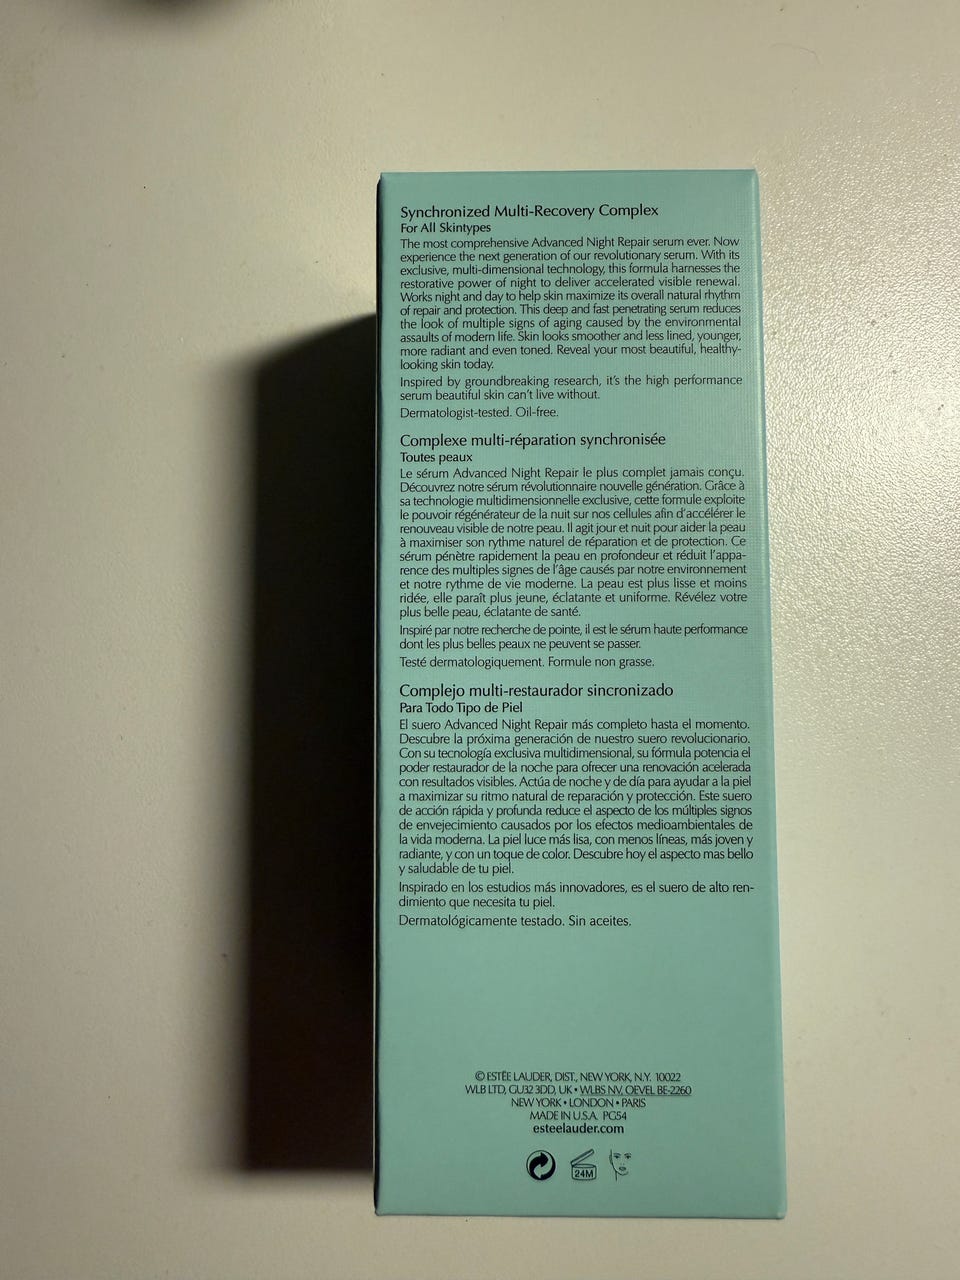 Synchronized Multi-Recovery Complex
For All Skintypes
The most comprehensive Advanced Night Repair serum ever. Now
experience the next generation of our revolutionary serum. With its
exclusive, multi-dimensional technology, this formula harnesses the
restorative power of night to deliver accelerated visible renewal.
Works night and day to help skin maximize its overall natural rhythm
of repair and protection. This deep and fast penetrating serum reduces
the look of multiple signs of aging caused by the environmental
assaults of modern life. Skin looks smoother and less lined, younger,
more radiant and even toned. Reveal your most beautiful, healthy-
looking skin today.
Inspired by groundbreaking research, it's the high performance
serum beautiful skin can't live without.
Dermatologist-tested. Oil-free.
Complexe multi-réparation synchronisée
Toutes peaux
Le sérum Advanced Night Repair le plus complet jamais conçu.
Découvrez notre sérum révolutionnaire nouvelle génération. Grâce à
sa technologie multidimensionnelle exclusive, cette formule exploite
le pouvoir régénérateur de la nuit sur nos cellules afin d'accélérer le
renouveau visible de notre peau. Il agit jour et nuit pour aider la peau
à maximiser son rythme naturel de réparation et de protection. Ce
sérum pénètre rapidement la peau en profondeur et réduit l'appa-
rence des multiples signes de l'âge causés par notre environnement
et notre rythme de vie moderne. La peau est plus lisse et moins
ridée, elle paraît plus jeune, éclatante et uniforme. Révélez votre
plus belle peau, éclatante de santé.
Inspiré par notre recherche de pointe, il est le sérum haute performance
dont les plus belles peaux ne peuvent se passer.
Testé dermatologiquement. Formule non grasse.
Complejo multi-restaurador sincronizado
Para Todo Tipo de Piel
El suero Advanced Night Repair más completo hasta el momento.
Descubre la próxima generación de nuestro suero revolucionario.
Con su tecnología exclusiva multidimensional, su fórmula potencia el
poder restaurador de la noche para ofrecer una renovación acelerada
con resultados visibles. Actúa de noche y de día para ayudar a la piel
a maximizar su ritmo natural de reparación y protección. Este suero
de acción rápida y profunda reduce el aspecto de los múltiples signos
de envejecimiento causados por los efectos medioambientales de
la vida moderna. La piel luce más lisa, con menos líneas, más joven y
radiante, y con un toque de color. Descubre hoy el aspecto mas bello
y saludable de tu piel.
Inspirado en los estudios más innovadores, es el suero de alto ren-
dimiento que necesita tu piel.
Dermatológicamente testado. Sin aceites.
© ESTĒE LAUDER, DIST., NEW YORK, N.Y. 10022
WLB LTD, GU32 3DD, UK • WLBS NV, OEVEL BE-2260
NEW YORK • LONDON • PARIS
MADE IN U.S.A. PG54
esteelauder.com
24M